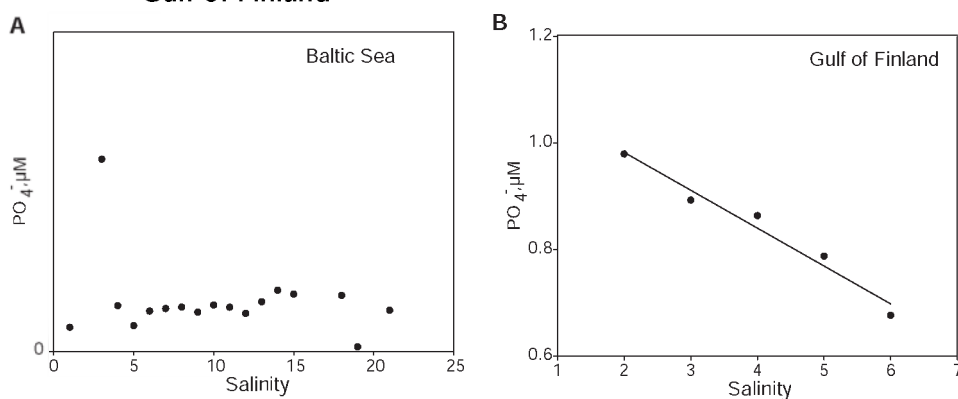 Gulf of Finland
A
Baltic Sea
PO4-,µM
0
0 5 10 15 20 25
Salinity
B
Gulf of Finland
PO4-,µM
1.2
1.0
0.8
0.6
1 2 3 4 5 6 7
Salinity